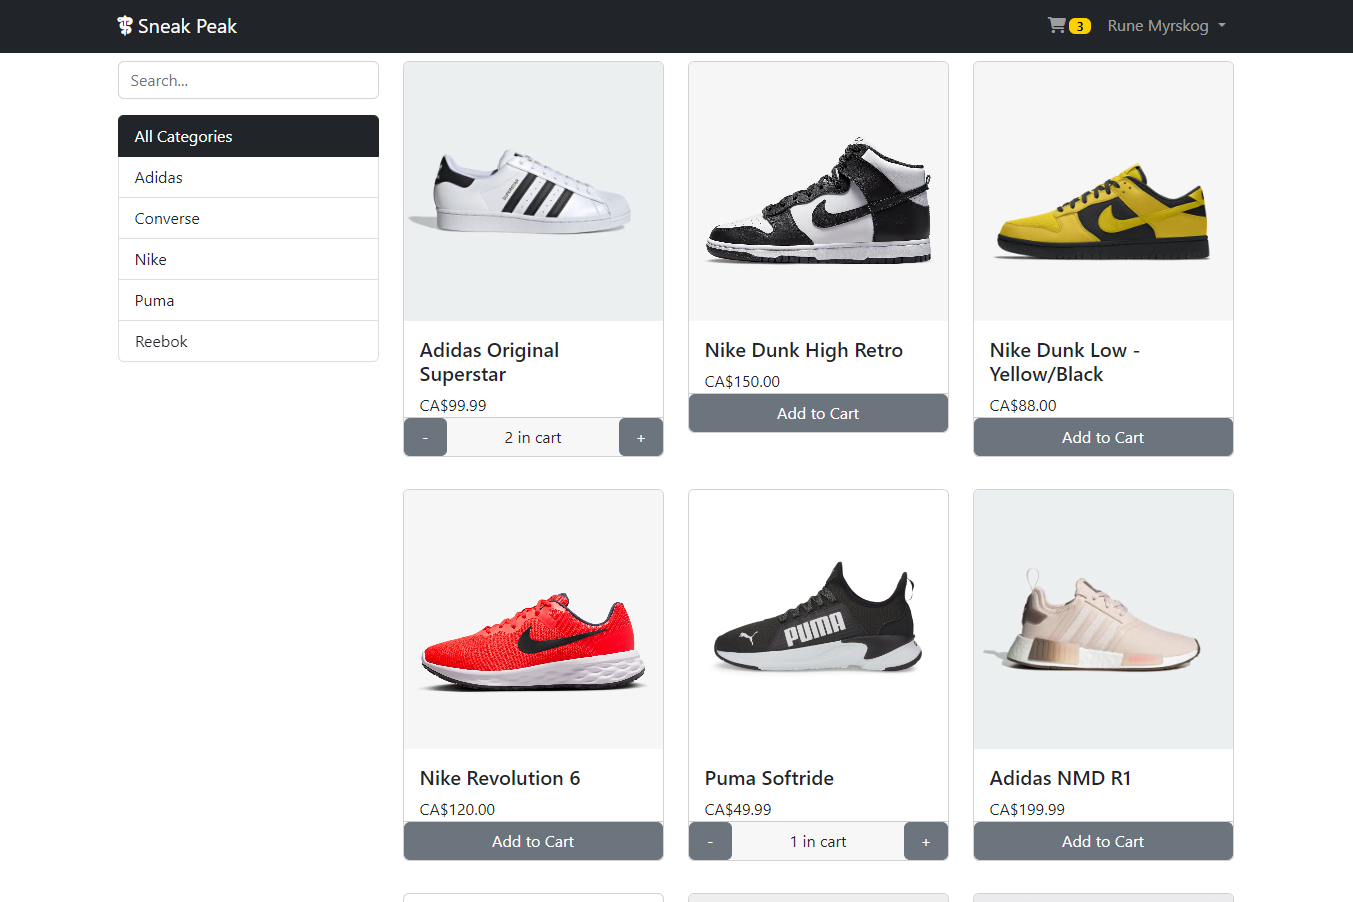 Sneak Peak
3
Rune Myrskog
Search...
All Categories
Adidas
Converse
Nike
Puma
Reebok
SUPERSTAR
Adidas Original
Superstar
CA$99.99
- 2 in cart +
Nike Dunk High Retro
CA$150.00
Add to Cart
Nike Dunk Low -
Yellow/Black
CA$88.00
Add to Cart
Nike Revolution 6
CA$120.00
Add to Cart
PUMA
Puma Softride
CA$49.99
- 1 in cart +
Adidas NMD R1
CA$199.99
Add to Cart